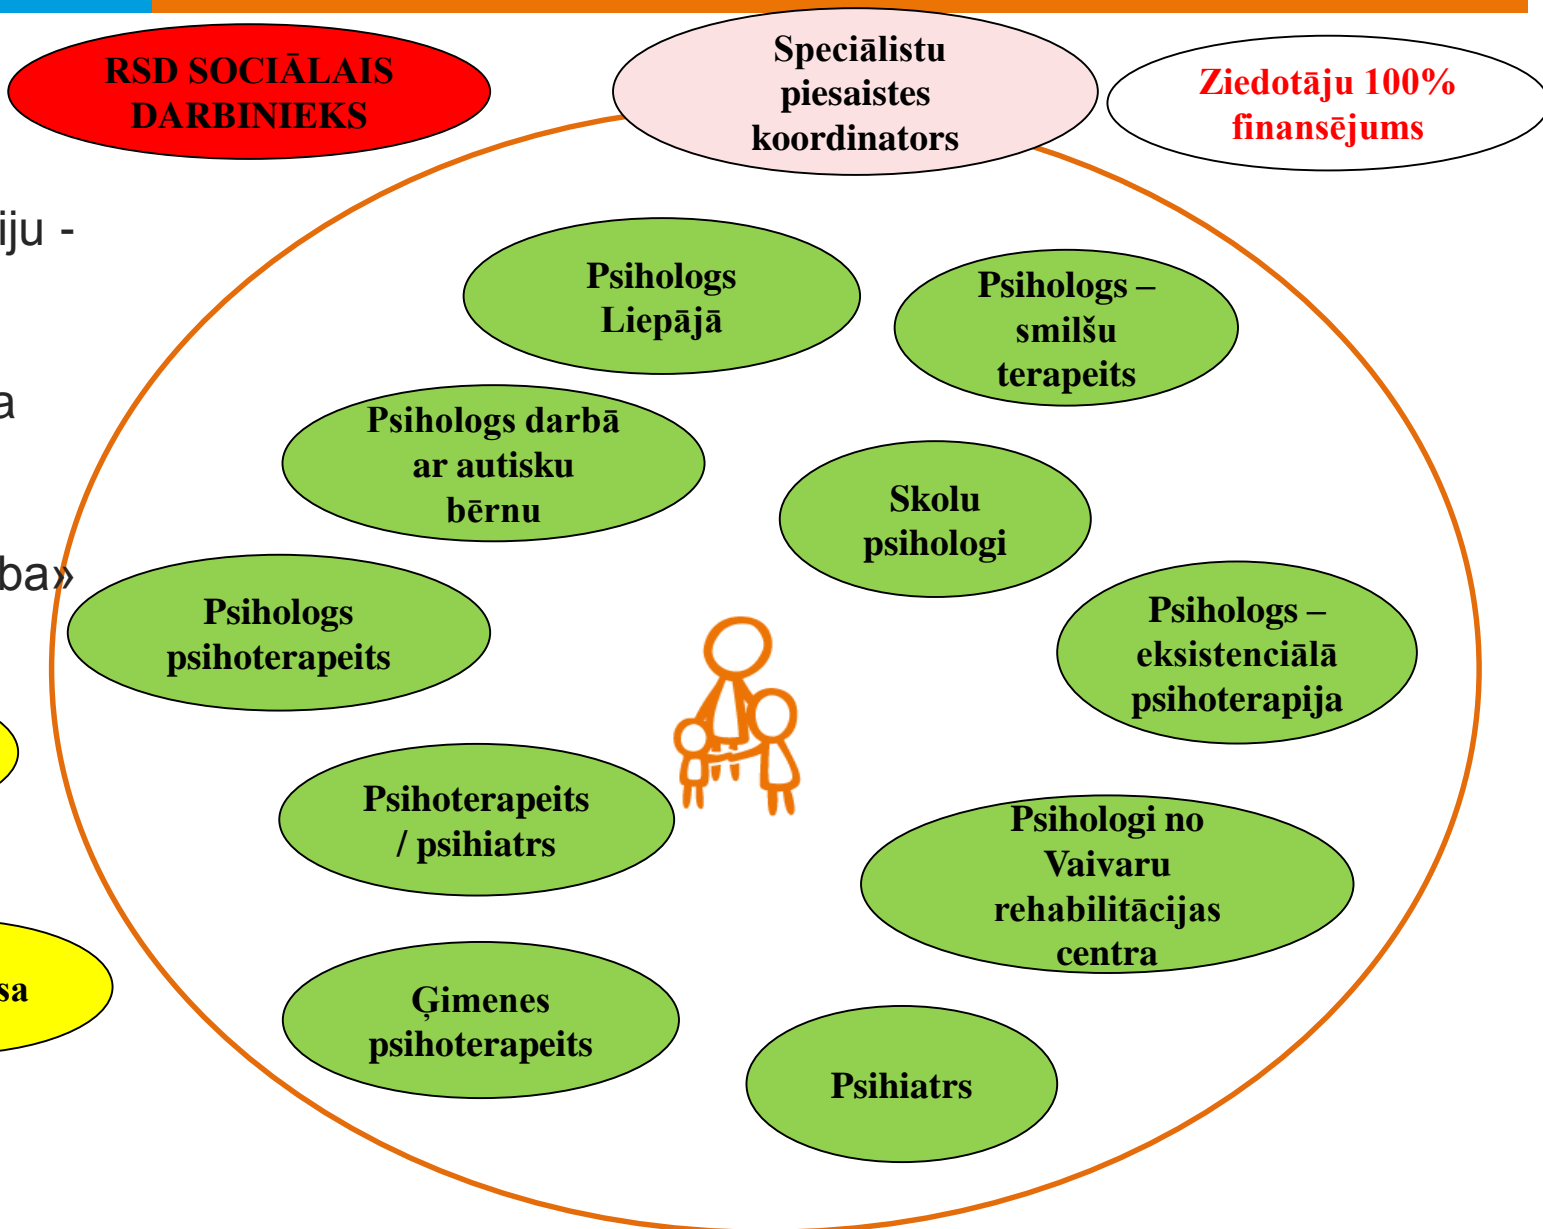 RSD SOCIĀLAIS
DARBINIEKS
Speciālistu
piesaistes
koordinators
Ziedotāju 100%
finansējums
iju -
a
ba»
sa
Psihologs
Liepājā
Psihologs –
smilšu
terapeits
Psihologs darbā
ar autisku
bērnu
Skolu
psihologi
Psihologs
psihoterapeits
Psihologs –
eksistenciālā
psihoterapija
Psihoterapeits
/ psihiatrs
Psihologi no
Vaivaru
rehabilitācijas
centra
Ģimenes
psihoterapeits
Psihiatrs